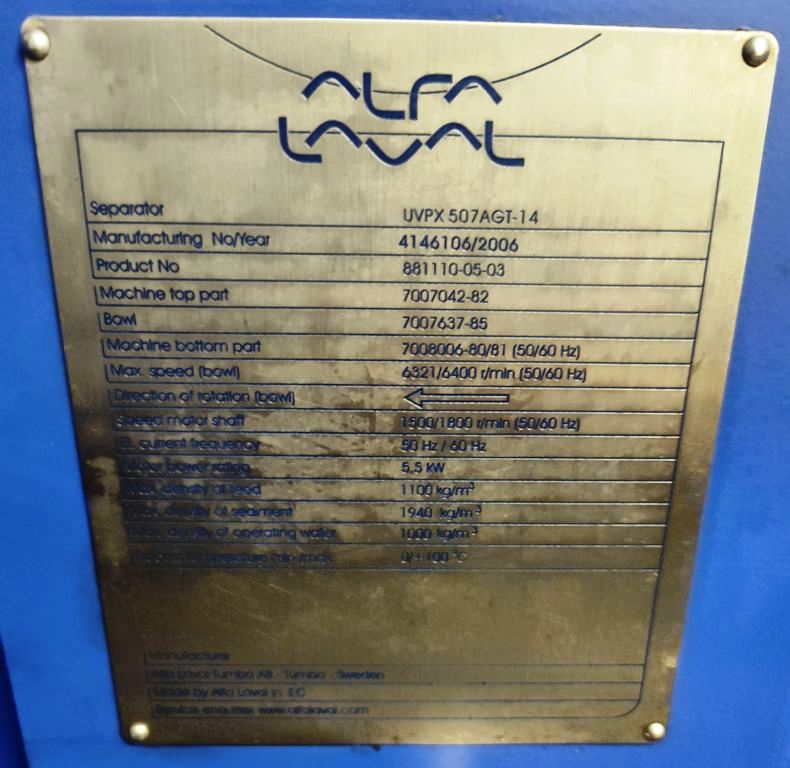 ALFA
LAVAL
Separator UVPX 507AGT-14
Manufacturing No/Year 4146106/2006
Product No 881110-05-03
Machine top part 7007042-82
Bowl 7007637-85
Machine bottom part 7008006-80/81 (50/60 Hz)
Max. speed (bowl) 6321/6400 r/min (50/60 Hz)
Direction of rotation (bowl)
Speed motor shaft 1500/1800 r/min (50/60 Hz)
El. current frequency 50 Hz / 60 Hz
Motor power rating 5,5 kW
Max. density of feed 1100 kg/m³
Max. density of sediment 1940 kg/m³
Max. density of operating water 1000 kg/m³
temperature min /max 0/+100 °C
Manufacturer
Alfa Laval Tumba AB - Tumba - Sweden
Made by Alfa Laval in EC
Service enquiries www.alfalaval.com